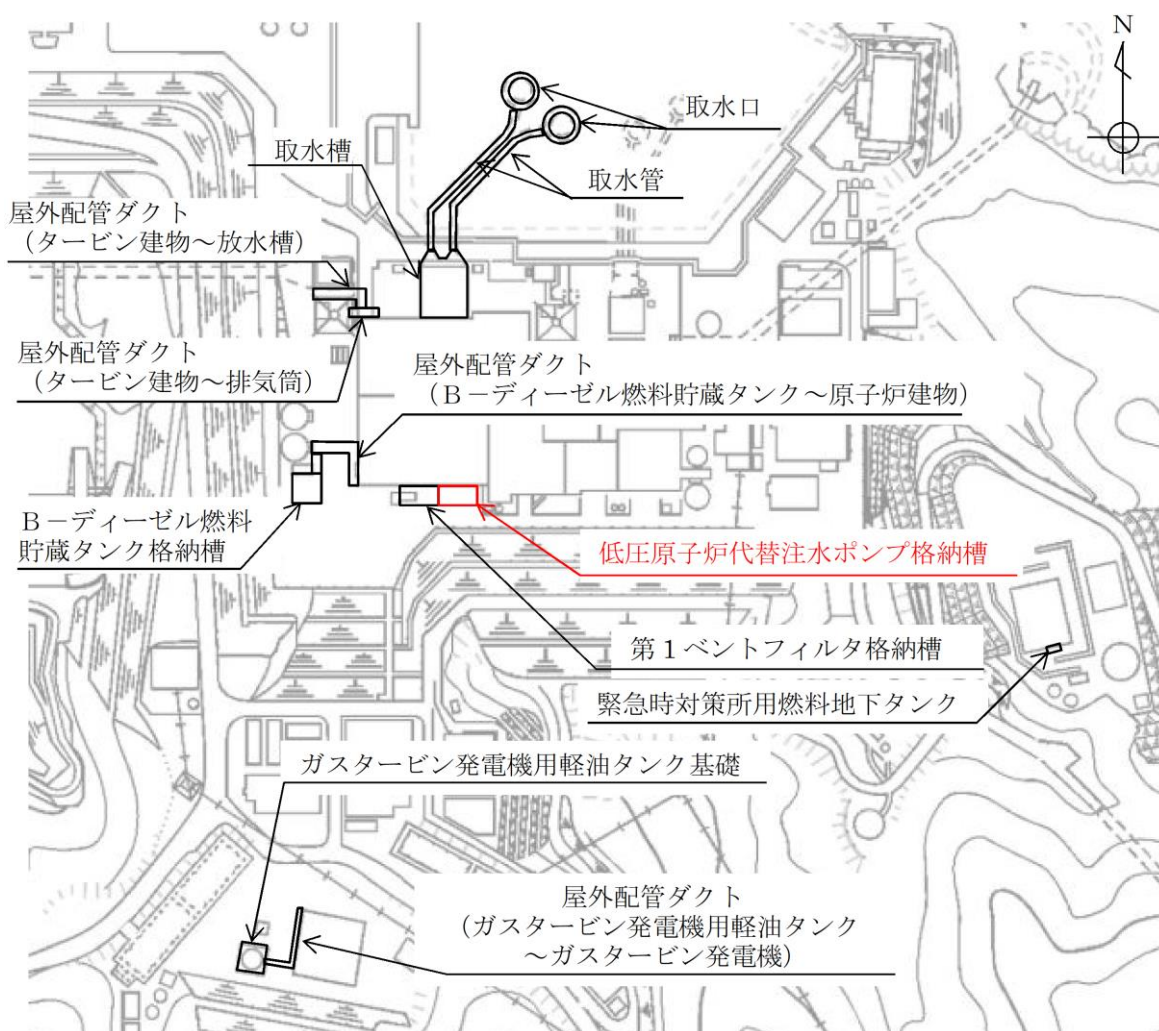 N
取水口
取水槽
取水管
屋外配管ダクト
（タービン建物～放水槽）
屋外配管ダクト
（タービン建物～排気筒）
屋外配管ダクト
（Ｂ－ディーゼル燃料貯蔵タンク～原子炉建物）
Ｂ－ディーゼル燃料
貯蔵タンク格納槽
低圧原子炉代替注水ポンプ格納槽
第１ベントフィルタ格納槽
緊急時対策所用燃料地下タンク
ガスタービン発電機用軽油タンク基礎
屋外配管ダクト
（ガスタービン発電機用軽油タンク
～ガスタービン発電機）